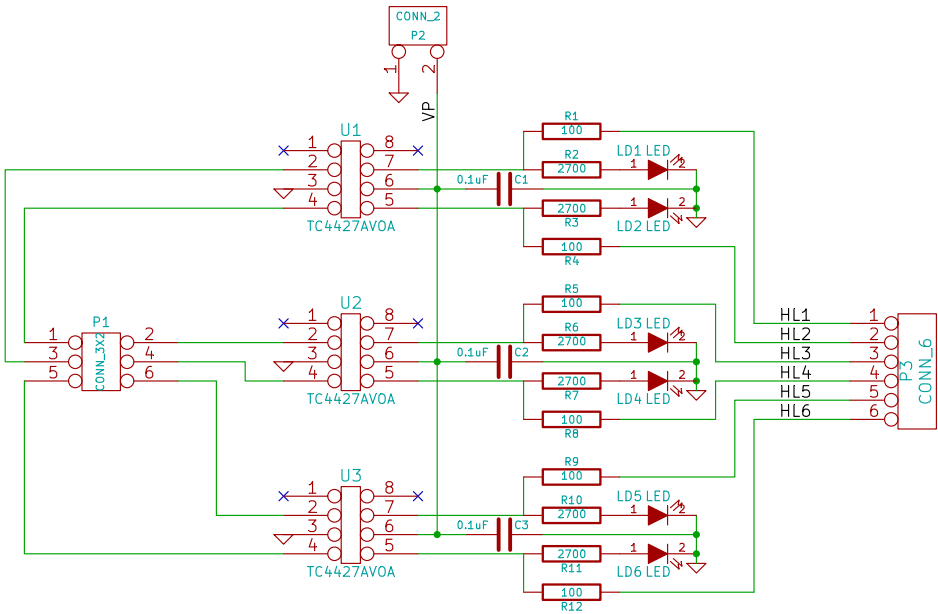 CONN_2
P2
1 2
VP
U1
1 8
2 7
3 6
4 5
TC4427AVOA
R1
100
R2
2700
LD1 LED
1 2
0.1uF C1
2700
R3
1 2
LD2 LED
100
R4
U2
1 8
2 7
3 6
4 5
TC4427AVOA
R5
100
R6
2700
LD3 LED
1 2
0.1uF C2
2700
R7
1 2
LD4 LED
100
R8
P1
CONN_3X2
1 2
3 4
5 6
U3
1 8
2 7
3 6
4 5
TC4427AVOA
R9
100
R10
2700
LD5 LED
1 2
0.1uF C3
2700
R11
1 2
LD6 LED
100
R12
HL1 1
HL2 2
HL3 3
HL4 4
HL5 5
HL6 6
P3
CONN_6